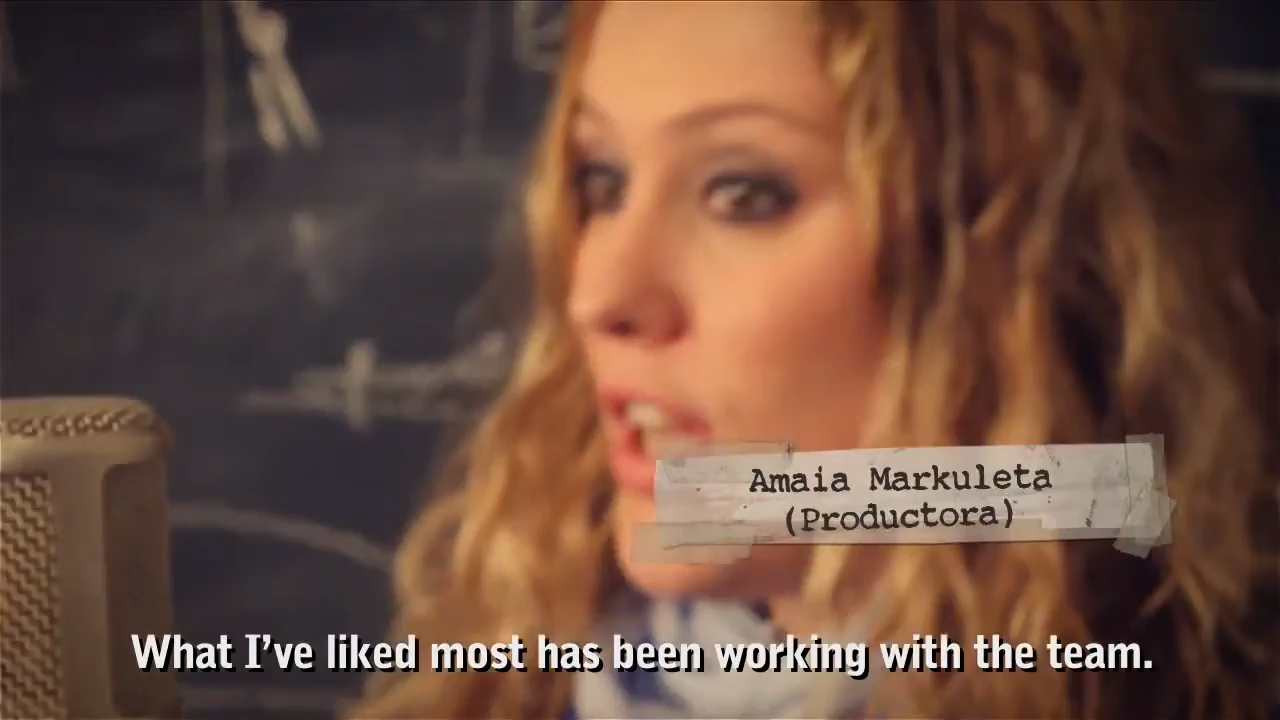 Amaia Markuleta
(Productora)
What I've liked most has been working with the team.